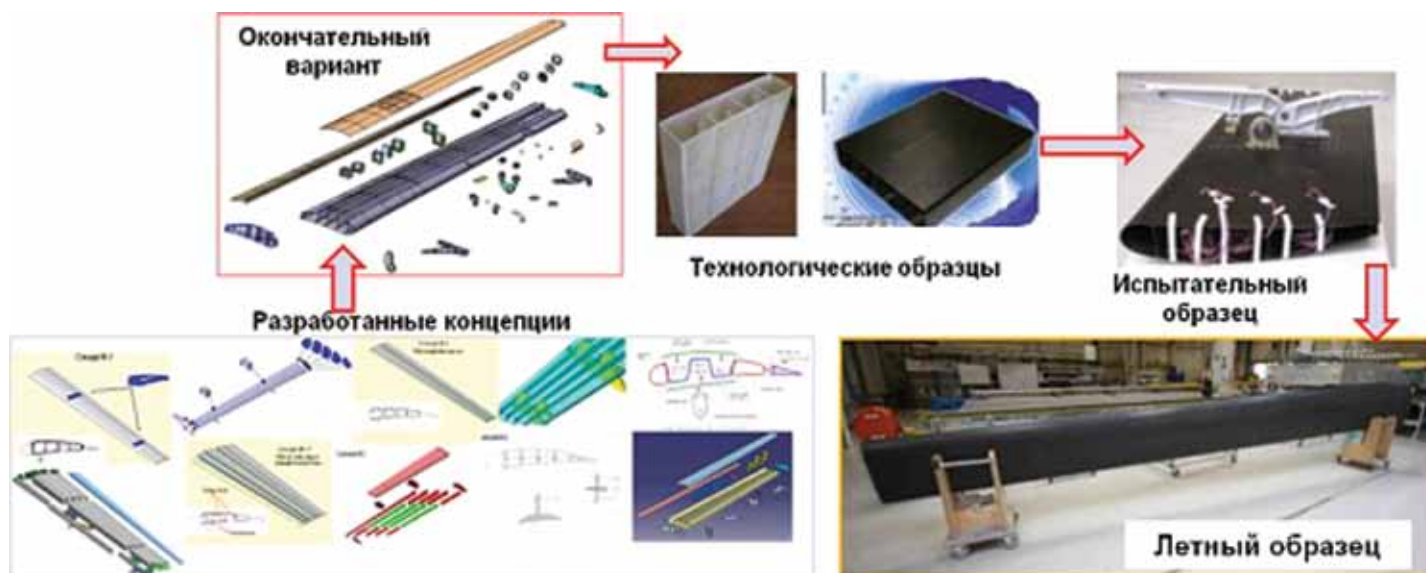 Окончательный
вариант
Технологические образцы
Испытательный
образец
Разработанные концепции
Летный образец